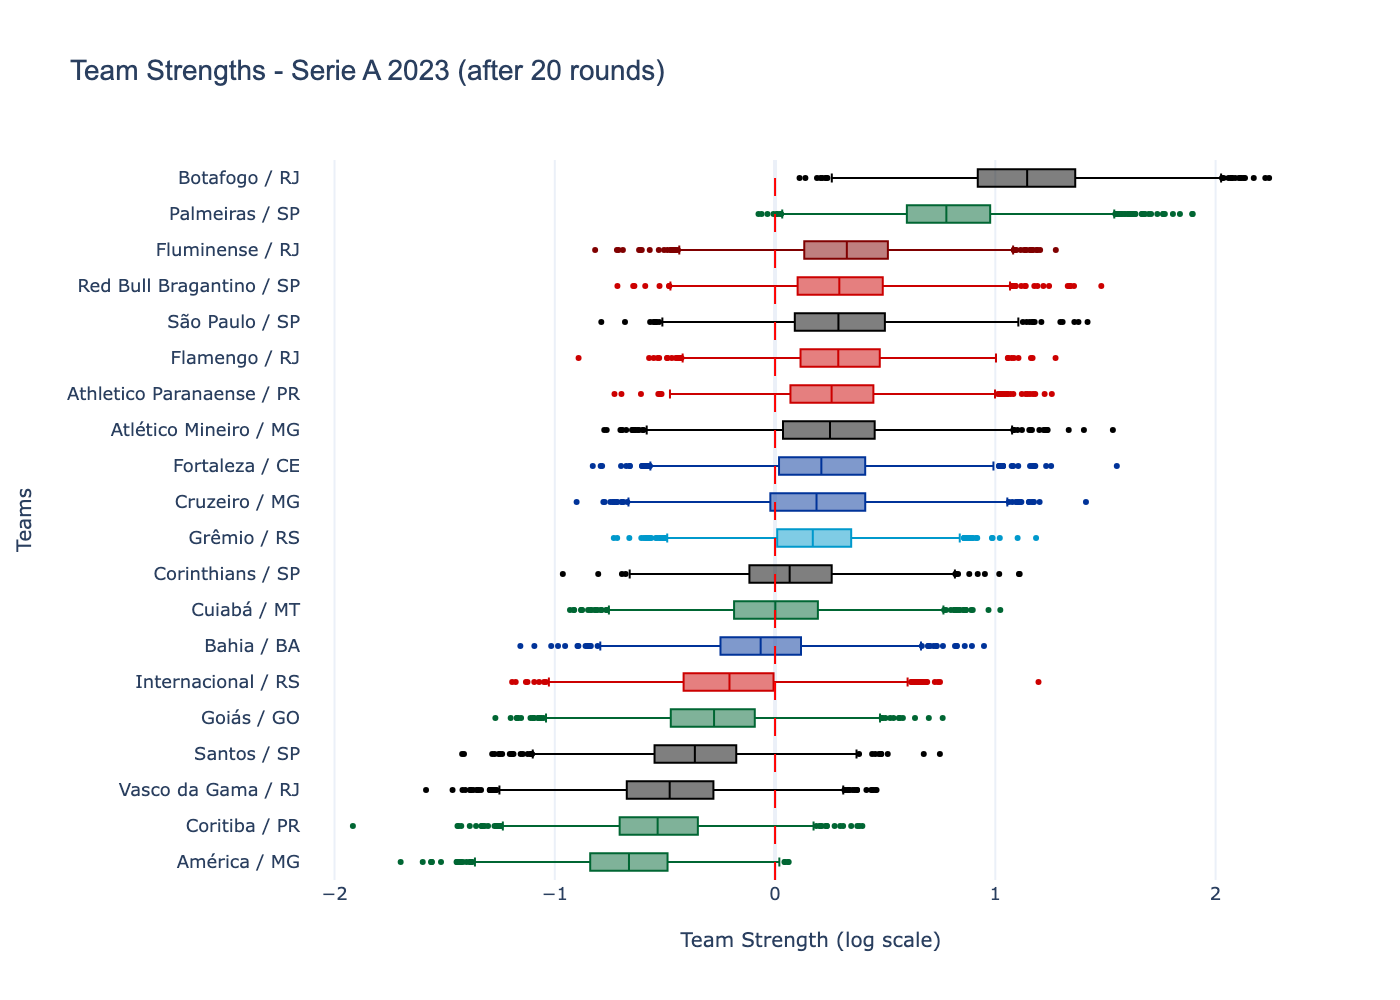 Team Strengths - Serie A 2023 (after 20 rounds)
Teams
Botafogo / RJ
Palmeiras / SP
Fluminense / RJ
Red Bull Bragantino / SP
São Paulo / SP
Flamengo / RJ
Athletico Paranaense / PR
Atlético Mineiro / MG
Fortaleza / CE
Cruzeiro / MG
Grêmio / RS
Corinthians / SP
Cuiabá / MT
Bahia / BA
Internacional / RS
Goiás / GO
Santos / SP
Vasco da Gama / RJ
Coritiba / PR
América / MG
−2 −1 0 1 2
Team Strength (log scale)